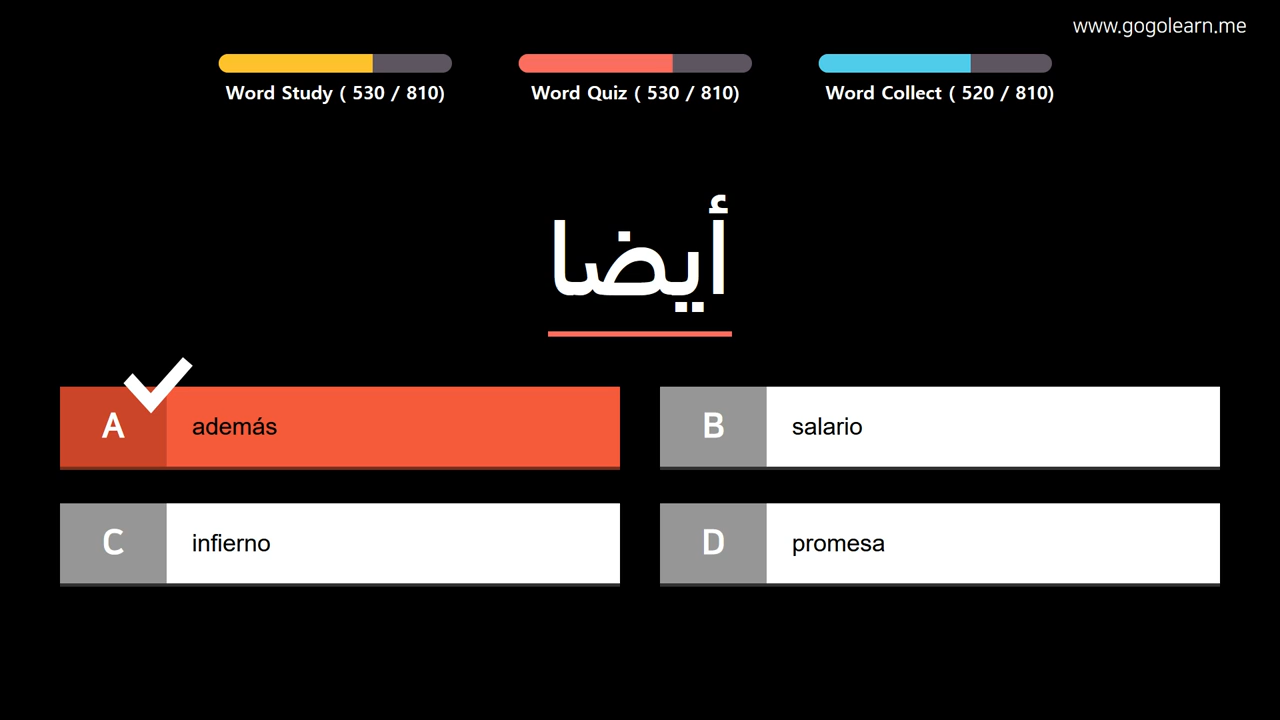 www.gogolearn.me
Word Study ( 530 / 810)
Word Quiz ( 530 / 810)
Word Collect ( 520 / 810)
أيضا
A además
B salario
C infierno
D promesa